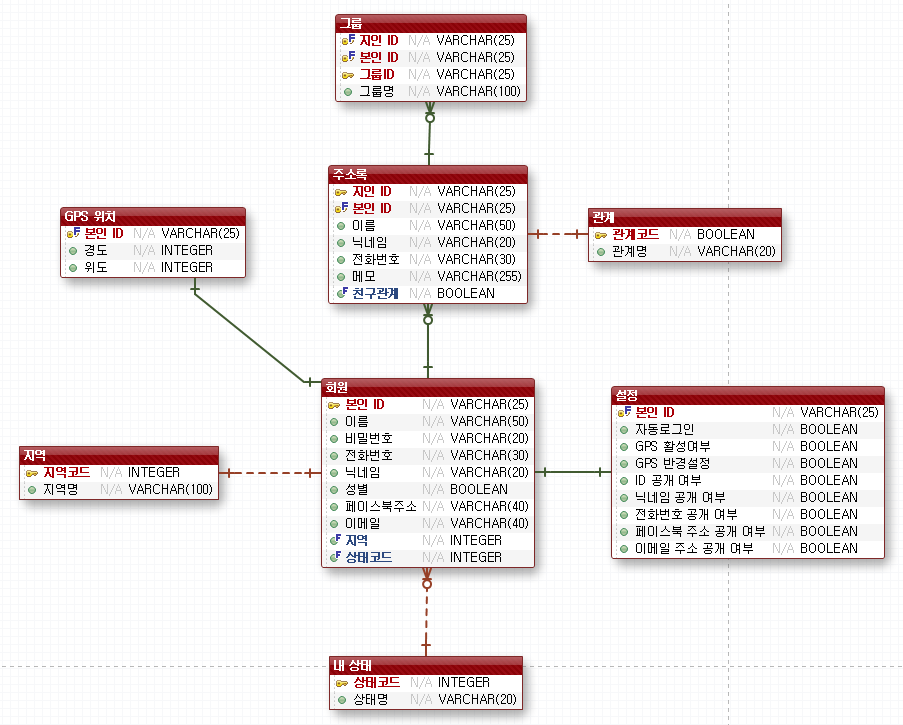 그룹
지인 ID N/A VARCHAR(25)
본인 ID N/A VARCHAR(25)
그룹ID N/A VARCHAR(25)
그룹명 N/A VARCHAR(100)
주소록
지인 ID N/A VARCHAR(25)
본인 ID N/A VARCHAR(25)
이름 N/A VARCHAR(50)
닉네임 N/A VARCHAR(20)
전화번호 N/A VARCHAR(30)
메모 N/A VARCHAR(255)
친구관계 N/A BOOLEAN
GPS 위치
본인 ID N/A VARCHAR(25)
경도 N/A INTEGER
위도 N/A INTEGER
관계
관계코드 N/A BOOLEAN
관계명 N/A VARCHAR(20)
회원
본인 ID N/A VARCHAR(25)
이름 N/A VARCHAR(50)
비밀번호 N/A VARCHAR(20)
전화번호 N/A VARCHAR(30)
닉네임 N/A VARCHAR(20)
성별 N/A BOOLEAN
페이스북주소 N/A VARCHAR(40)
이메일 N/A VARCHAR(40)
지역 N/A INTEGER
상태코드 N/A INTEGER
설정
본인 ID N/A VARCHAR(25)
자동로그인 N/A BOOLEAN
GPS 활성여부 N/A BOOLEAN
GPS 반경설정 N/A BOOLEAN
ID 공개 여부 N/A BOOLEAN
닉네임 공개 여부 N/A BOOLEAN
전화번호 공개 여부 N/A BOOLEAN
페이스북 주소 공개 여부 N/A BOOLEAN
이메일 주소 공개 여부 N/A BOOLEAN
지역
지역코드 N/A INTEGER
지역명 N/A VARCHAR(100)
내 상태
상태코드 N/A INTEGER
상태명 N/A VARCHAR(20)